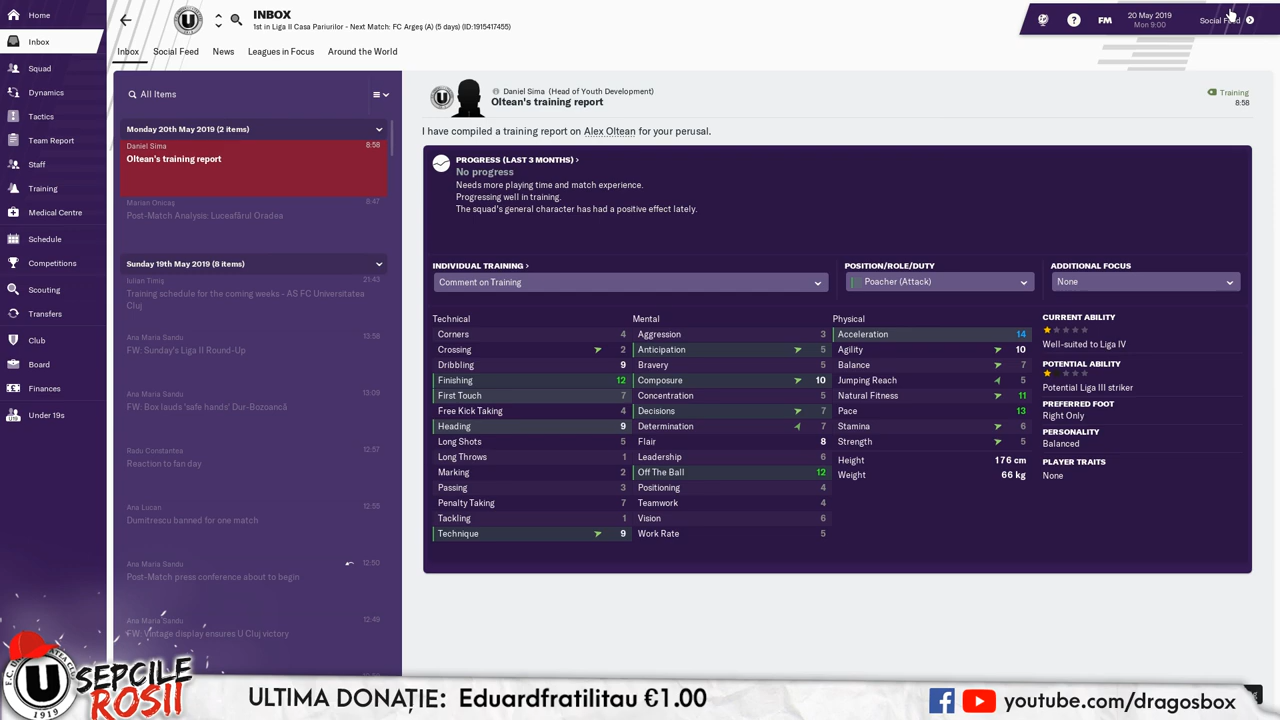 Home
Inbox
Squad
Dynamics
Tactics
Team Report
Staff
Training
Medical Centre
Schedule
Competitions
Scouting
Transfers
Club
Board
Finances
Under 19s
INBOX
1st in Liga II Casa Pariurilor - Next Match: FC Argeș (A) (5 days) (ID:1915417455)
FM
20 May 2019
Mon 9:00
Social Feed
Inbox
Social Feed
News
Leagues in Focus
Around the World
All Items
Monday 20th May 2019 (2 items)
Daniel Sima 8:58
Oltean's training report
Marian Onicaș 8:47
Post-Match Analysis: Luceafărul Oradea
Sunday 19th May 2019 (8 items)
Iulian Timiș 21:43
Training schedule for the coming weeks - AS FC Universitatea
Cluj
Ana Maria Sandu 13:58
FW: Sunday's Liga II Round-Up
Ana Maria Sandu 13:09
FW: Box lauds 'safe hands' Dur-Bozoancă
Radu Constantea 12:57
Reaction to fan day
Ana Lucan 12:55
Dumitrescu banned for one match
Ana Maria Sandu 12:50
Post-Match press conference about to begin
Ana Maria Sandu 12:49
FW: Vintage display ensures U Cluj victory
Daniel Sima (Head of Youth Development)
Oltean's training report
Training
8:58
I have compiled a training report on Alex Oltean for your perusal.
PROGRESS (LAST 3 MONTHS) ›
No progress
Needs more playing time and match experience.
Progressing well in training.
The squad's general character has had a positive effect lately.
INDIVIDUAL TRAINING ›
Comment on Training
POSITION/ROLE/DUTY
Poacher (Attack)
ADDITIONAL FOCUS
None
Technical
Corners 4
Crossing 2
Dribbling 9
Finishing 12
First Touch 7
Free Kick Taking 4
Heading 9
Long Shots 5
Long Throws 1
Marking 2
Passing 3
Penalty Taking 7
Tackling 1
Technique 9
Mental
Aggression 3
Anticipation 5
Bravery 5
Composure 10
Concentration 5
Decisions 7
Determination 7
Flair 8
Leadership 6
Off The Ball 12
Positioning 4
Teamwork 4
Vision 6
Work Rate 5
Physical
Acceleration 14
Agility 10
Balance 7
Jumping Reach 5
Natural Fitness 11
Pace 13
Stamina 6
Strength 5
Height 176 cm
Weight 66 kg
CURRENT ABILITY
Well-suited to Liga IV
POTENTIAL ABILITY
Potential Liga III striker
PREFERRED FOOT
Right Only
PERSONALITY
Balanced
PLAYER TRAITS
None
U
1919
SEPCILE
ROSII
ULTIMA DONAȚIE: Eduardfratilitau €1.00
youtube.com/dragosbox